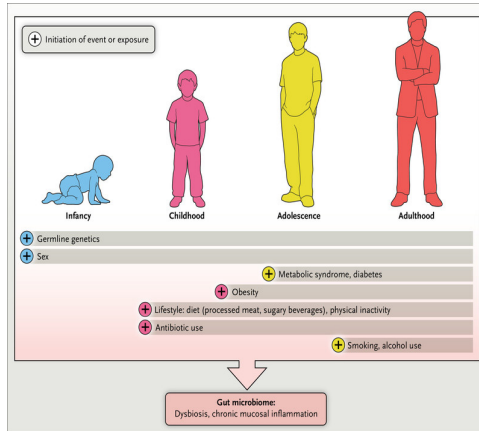 Initiation of event or exposure
Infancy
Childhood
Adolescence
Adulthood
Germline genetics
Sex
Metabolic syndrome, diabetes
Obesity
Lifestyle: diet (processed meat, sugary beverages), physical inactivity
Antibiotic use
Smoking, alcohol use
Gut microbiome:
Dysbiosis, chronic mucosal inflammation